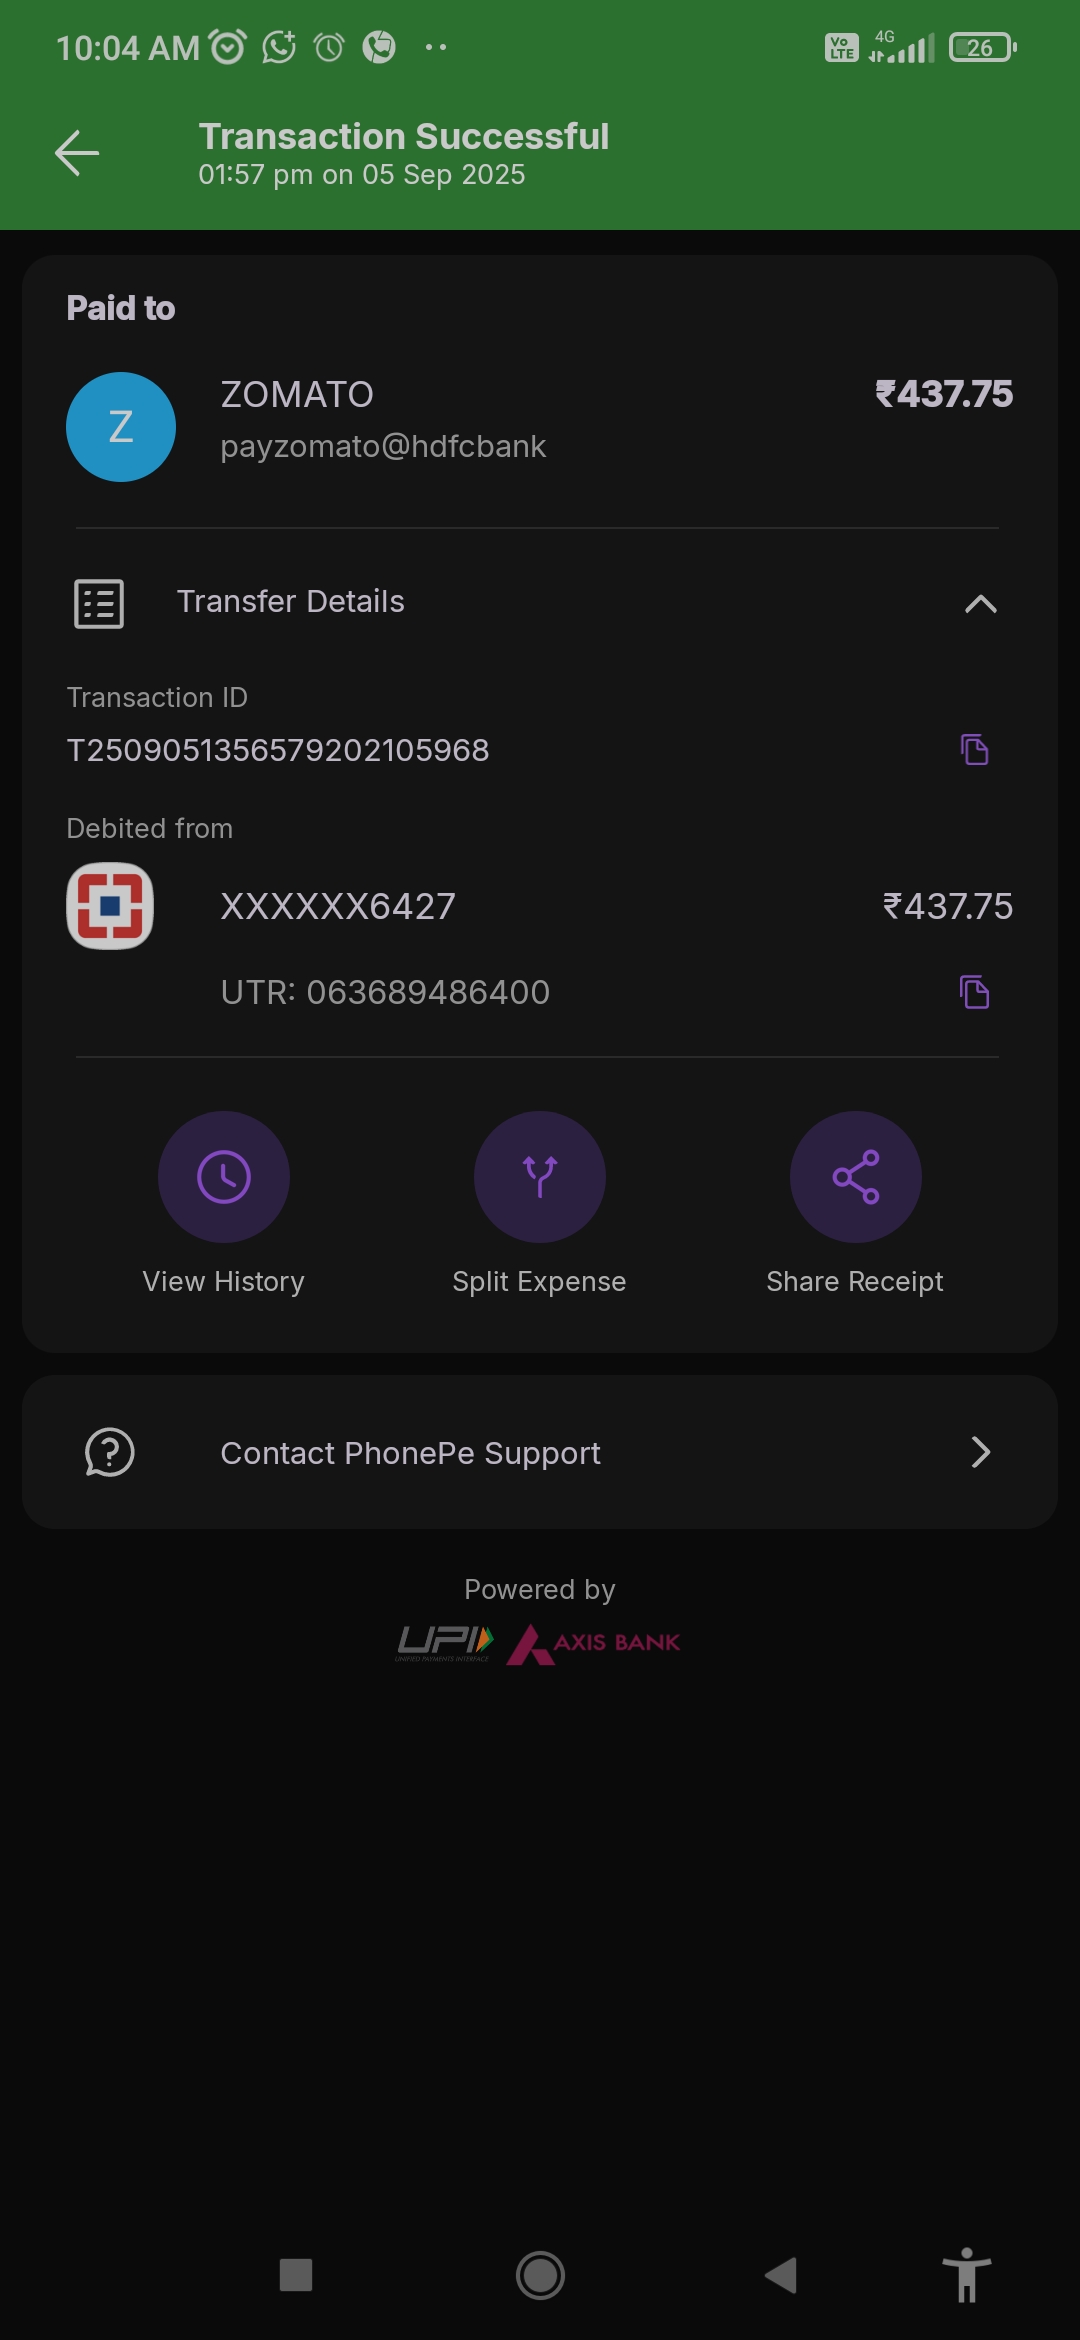 10:04 AM
Vo LTE 4G 26
Transaction Successful
01:57 pm on 05 Sep 2025
Paid to
Z
ZOMATO ₹437.75
payzomato@hdfcbank
Transfer Details
Transaction ID
T2509051356579202105968
Debited from
XXXXXX6427 ₹437.75
UTR: 063689486400
View History Split Expense Share Receipt
Contact PhonePe Support
Powered by
UPI AXIS BANK
UNIFIED PAYMENTS INTERFACE